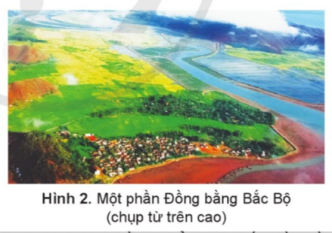 Hình 2. Một phần Đồng bằng Bắc Bộ
(chụp từ trên cao)